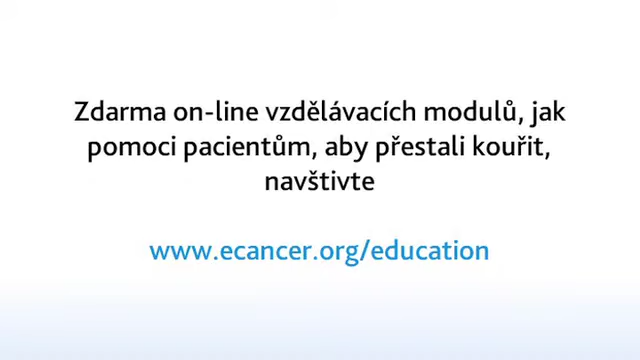 Zdarma on-line vzdělávacích modulů, jak
pomoci pacientům, aby přestali kouřit,
navštivte
www.ecancer.org/education